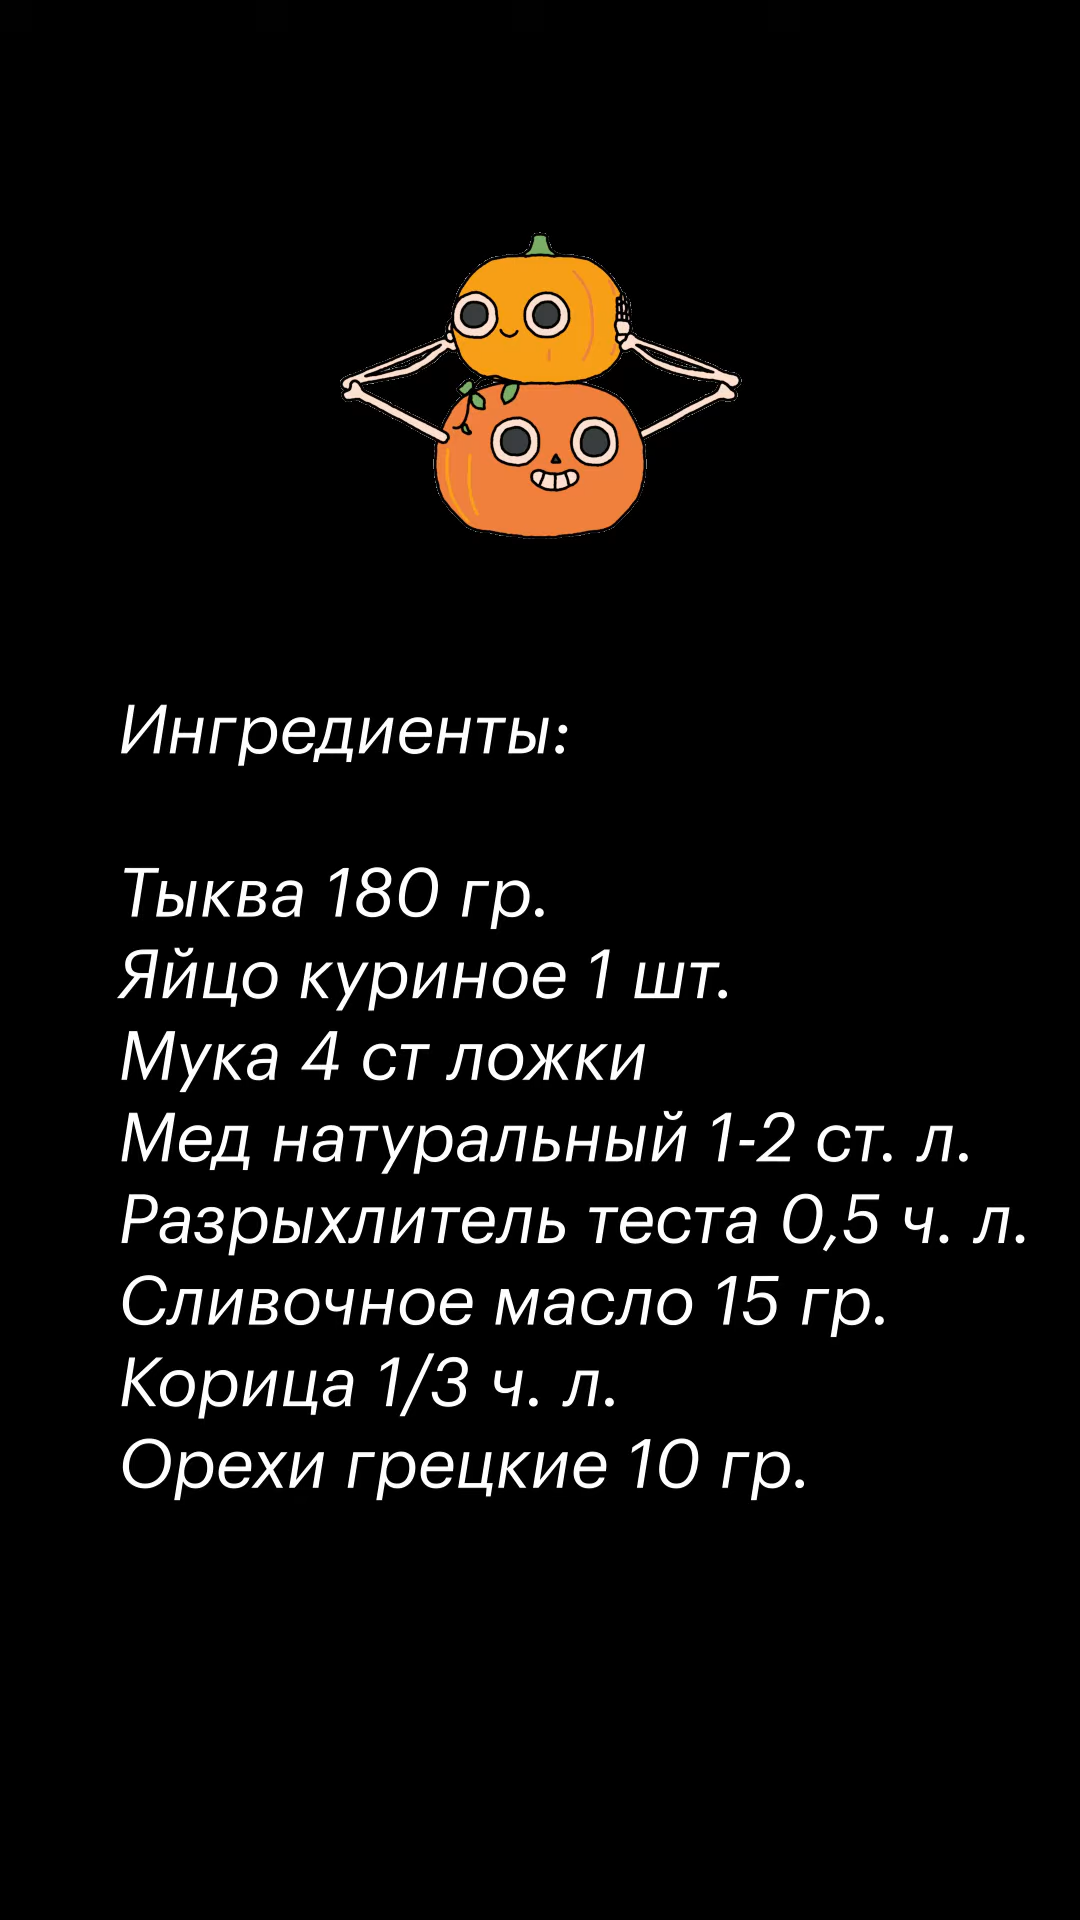 Ингредиенты:
Тыква 180 гр.
Яйцо куриное 1 шт.
Мука 4 ст ложки
Мед натуральный 1-2 ст. л.
Разрыхлитель теста 0,5 ч. л.
Сливочное масло 15 гр.
Корица 1/3 ч. л.
Орехи грецкие 10 гр.